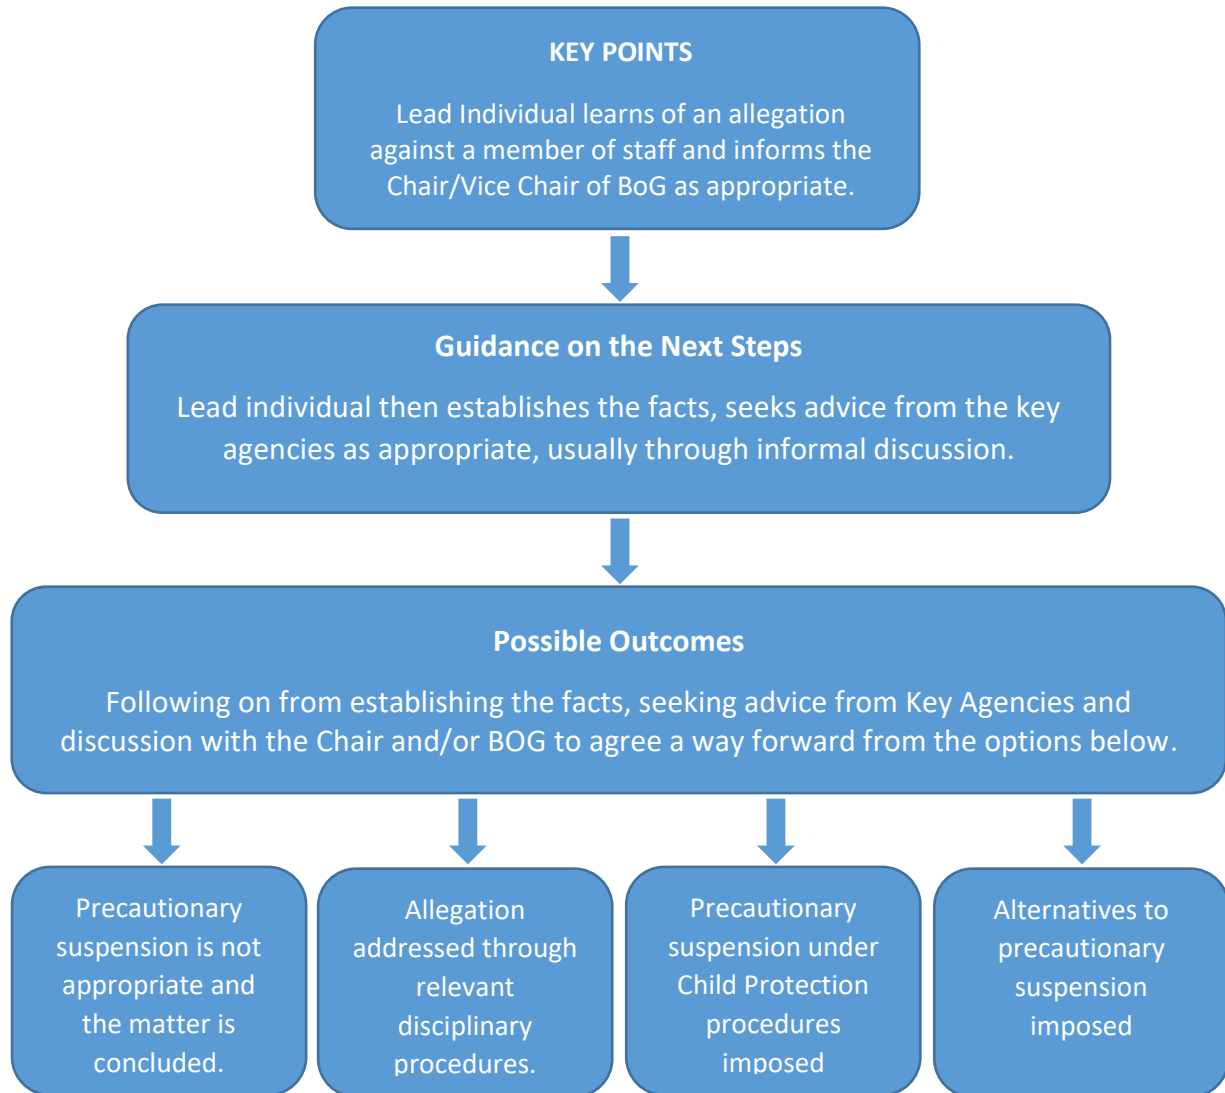 KEY POINTS
Lead Individual learns of an allegation
against a member of staff and informs the
Chair/Vice Chair of BoG as appropriate.
Guidance on the Next Steps
Lead individual then establishes the facts, seeks advice from the key
agencies as appropriate, usually through informal discussion.
Possible Outcomes
Following on from establishing the facts, seeking advice from Key Agencies and
discussion with the Chair and/or BOG to agree a way forward from the options below.
Precautionary
suspension is not
appropriate and
the matter is
concluded.
Allegation
addressed through
relevant
disciplinary
procedures.
Precautionary
suspension under
Child Protection
procedures
imposed
Alternatives to
precautionary
suspension
imposed